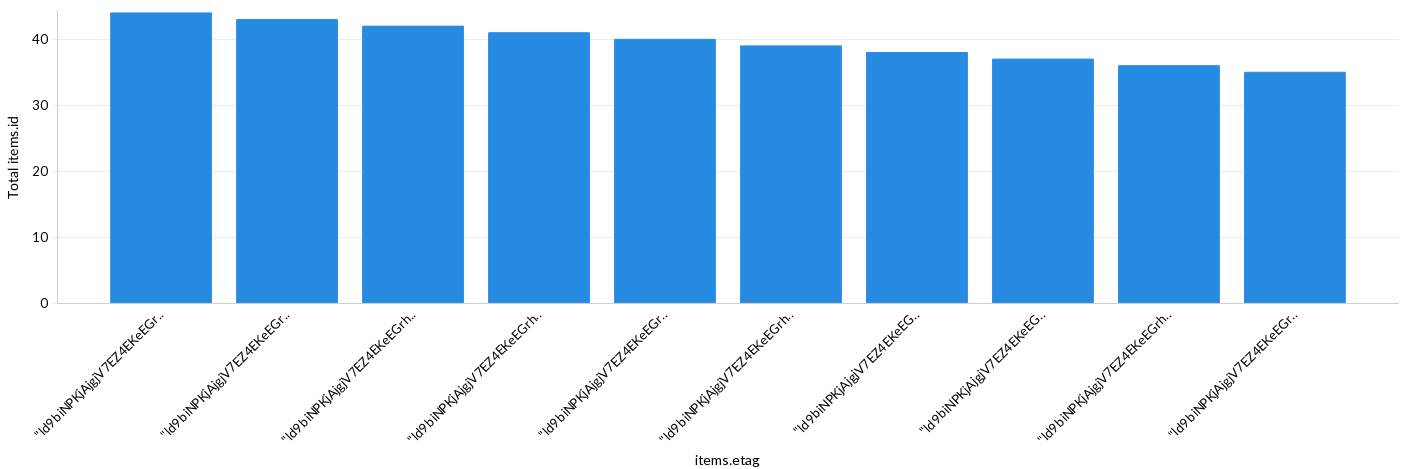 40
30
20
10
0
Total items.id
"Id9biNPKjAjgjV7EZ4EKeEGr..
"Id9biNPKjAjgjV7EZ4EKeEGr..
"Id9biNPKjAjgjV7EZ4EKeEGrh..
"Id9biNPKjAjgjV7EZ4EKeEGrh..
"Id9biNPKjAjgjV7EZ4EKeEGr..
"Id9biNPKjAjgjV7EZ4EKeEGrh..
"Id9biNPKjAjgjV7EZ4EKeEG..
"Id9biNPKjAjgjV7EZ4EKeEG..
"Id9biNPKjAjgjV7EZ4EKeEGrh..
"Id9biNPKjAjgjV7EZ4EKeEGr..
items.etag